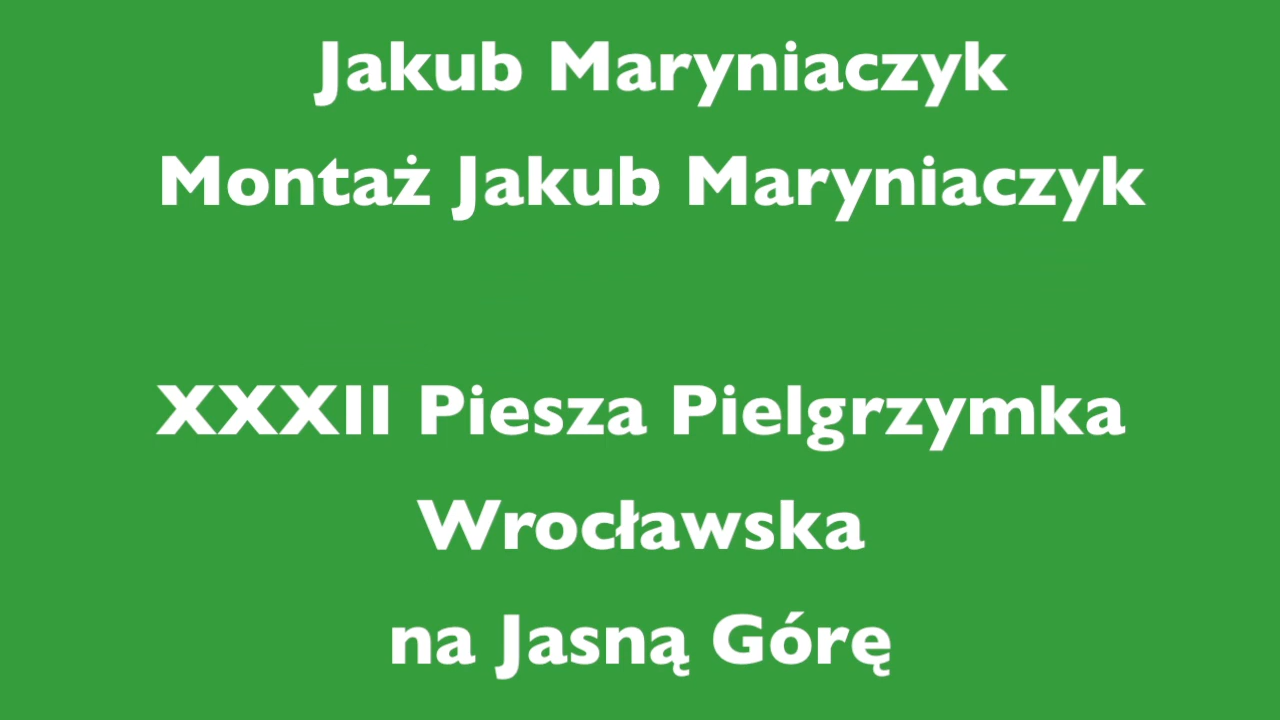 Jakub Maryniaczyk
Montaż Jakub Maryniaczyk
XXXII Piesza Pielgrzymka
Wrocławska
na Jasną Górę